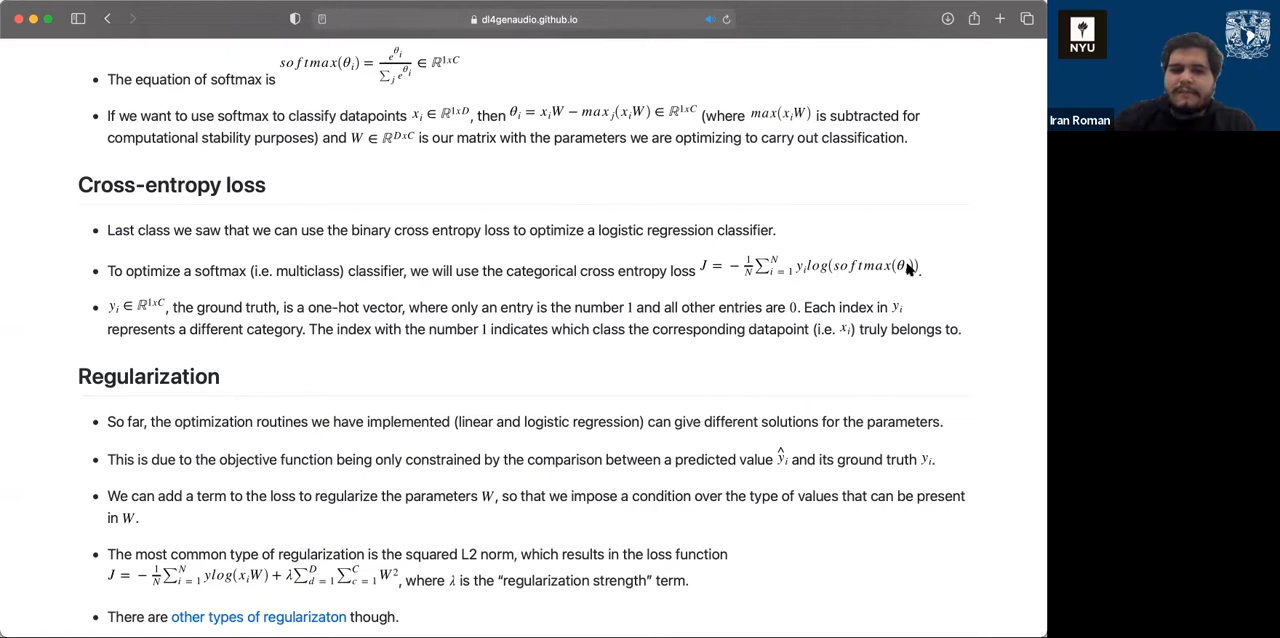 dl4genaudio.github.io
• The equation of softmax is softmax(θ_i) = e^{θ_i} / ∑_j e^{θ_i} ∈ ℝ^{1xC}
• If we want to use softmax to classify datapoints x_i ∈ ℝ^{1xD}, then θ_i = x_iW − max_j(x_iW) ∈ ℝ^{1xC} (where max(x_iW) is subtracted for
computational stability purposes) and W ∈ ℝ^{DxC} is our matrix with the parameters we are optimizing to carry out classification.
Cross-entropy loss
• Last class we saw that we can use the binary cross entropy loss to optimize a logistic regression classifier.
• To optimize a softmax (i.e. multiclass) classifier, we will use the categorical cross entropy loss J = − 1/N ∑_{i = 1}^{N} y_ilog(softmax(θ )).
• y_i ∈ ℝ^{1xC}, the ground truth, is a one-hot vector, where only an entry is the number 1 and all other entries are 0. Each index in y_i
represents a different category. The index with the number 1 indicates which class the corresponding datapoint (i.e. x_i) truly belongs to.
Regularization
• So far, the optimization routines we have implemented (linear and logistic regression) can give different solutions for the parameters.
• This is due to the objective function being only constrained by the comparison between a predicted value ŷ_i and its ground truth y_i.
• We can add a term to the loss to regularize the parameters W, so that we impose a condition over the type of values that can be present
in W.
• The most common type of regularization is the squared L2 norm, which results in the loss function
J = − 1/N ∑_{i = 1}^{N} ylog(x_iW) + λ∑_{d = 1}^{D} ∑_{c = 1}^{C} W^2, where λ is the “regularization strength” term.
• There are other types of regularizaton though.
NYU
Iran Roman